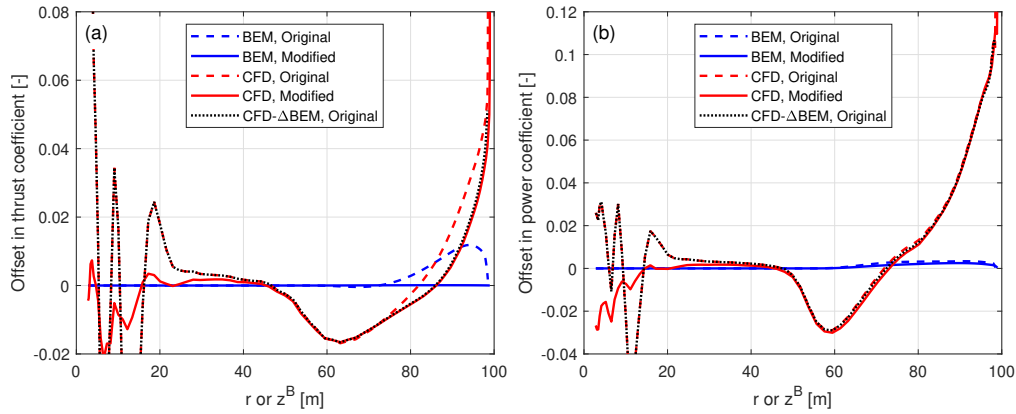 (a)
BEM, Original
BEM, Modified
CFD, Original
CFD, Modified
CFD-ΔBEM, Original
Offset in thrust coefficient [-]
0.08
0.06
0.04
0.02
0
-0.02
0 20 40 60 80 100
r or z^B [m]
(b)
BEM, Original
BEM, Modified
CFD, Original
CFD, Modified
CFD-ΔBEM, Original
Offset in power coefficient [-]
0.12
0.1
0.08
0.06
0.04
0.02
0
-0.02
-0.04
0 20 40 60 80 100
r or z^B [m]